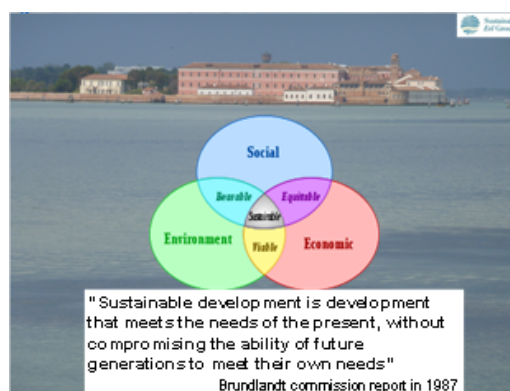 Social
Bearable
Equitable
Sustainable
Environment
Viable
Economic
"Sustainable development is development
that meets the needs of the present, without
compromising the ability of future
generations to meet their own needs"
Brundlandt commission report in 1987